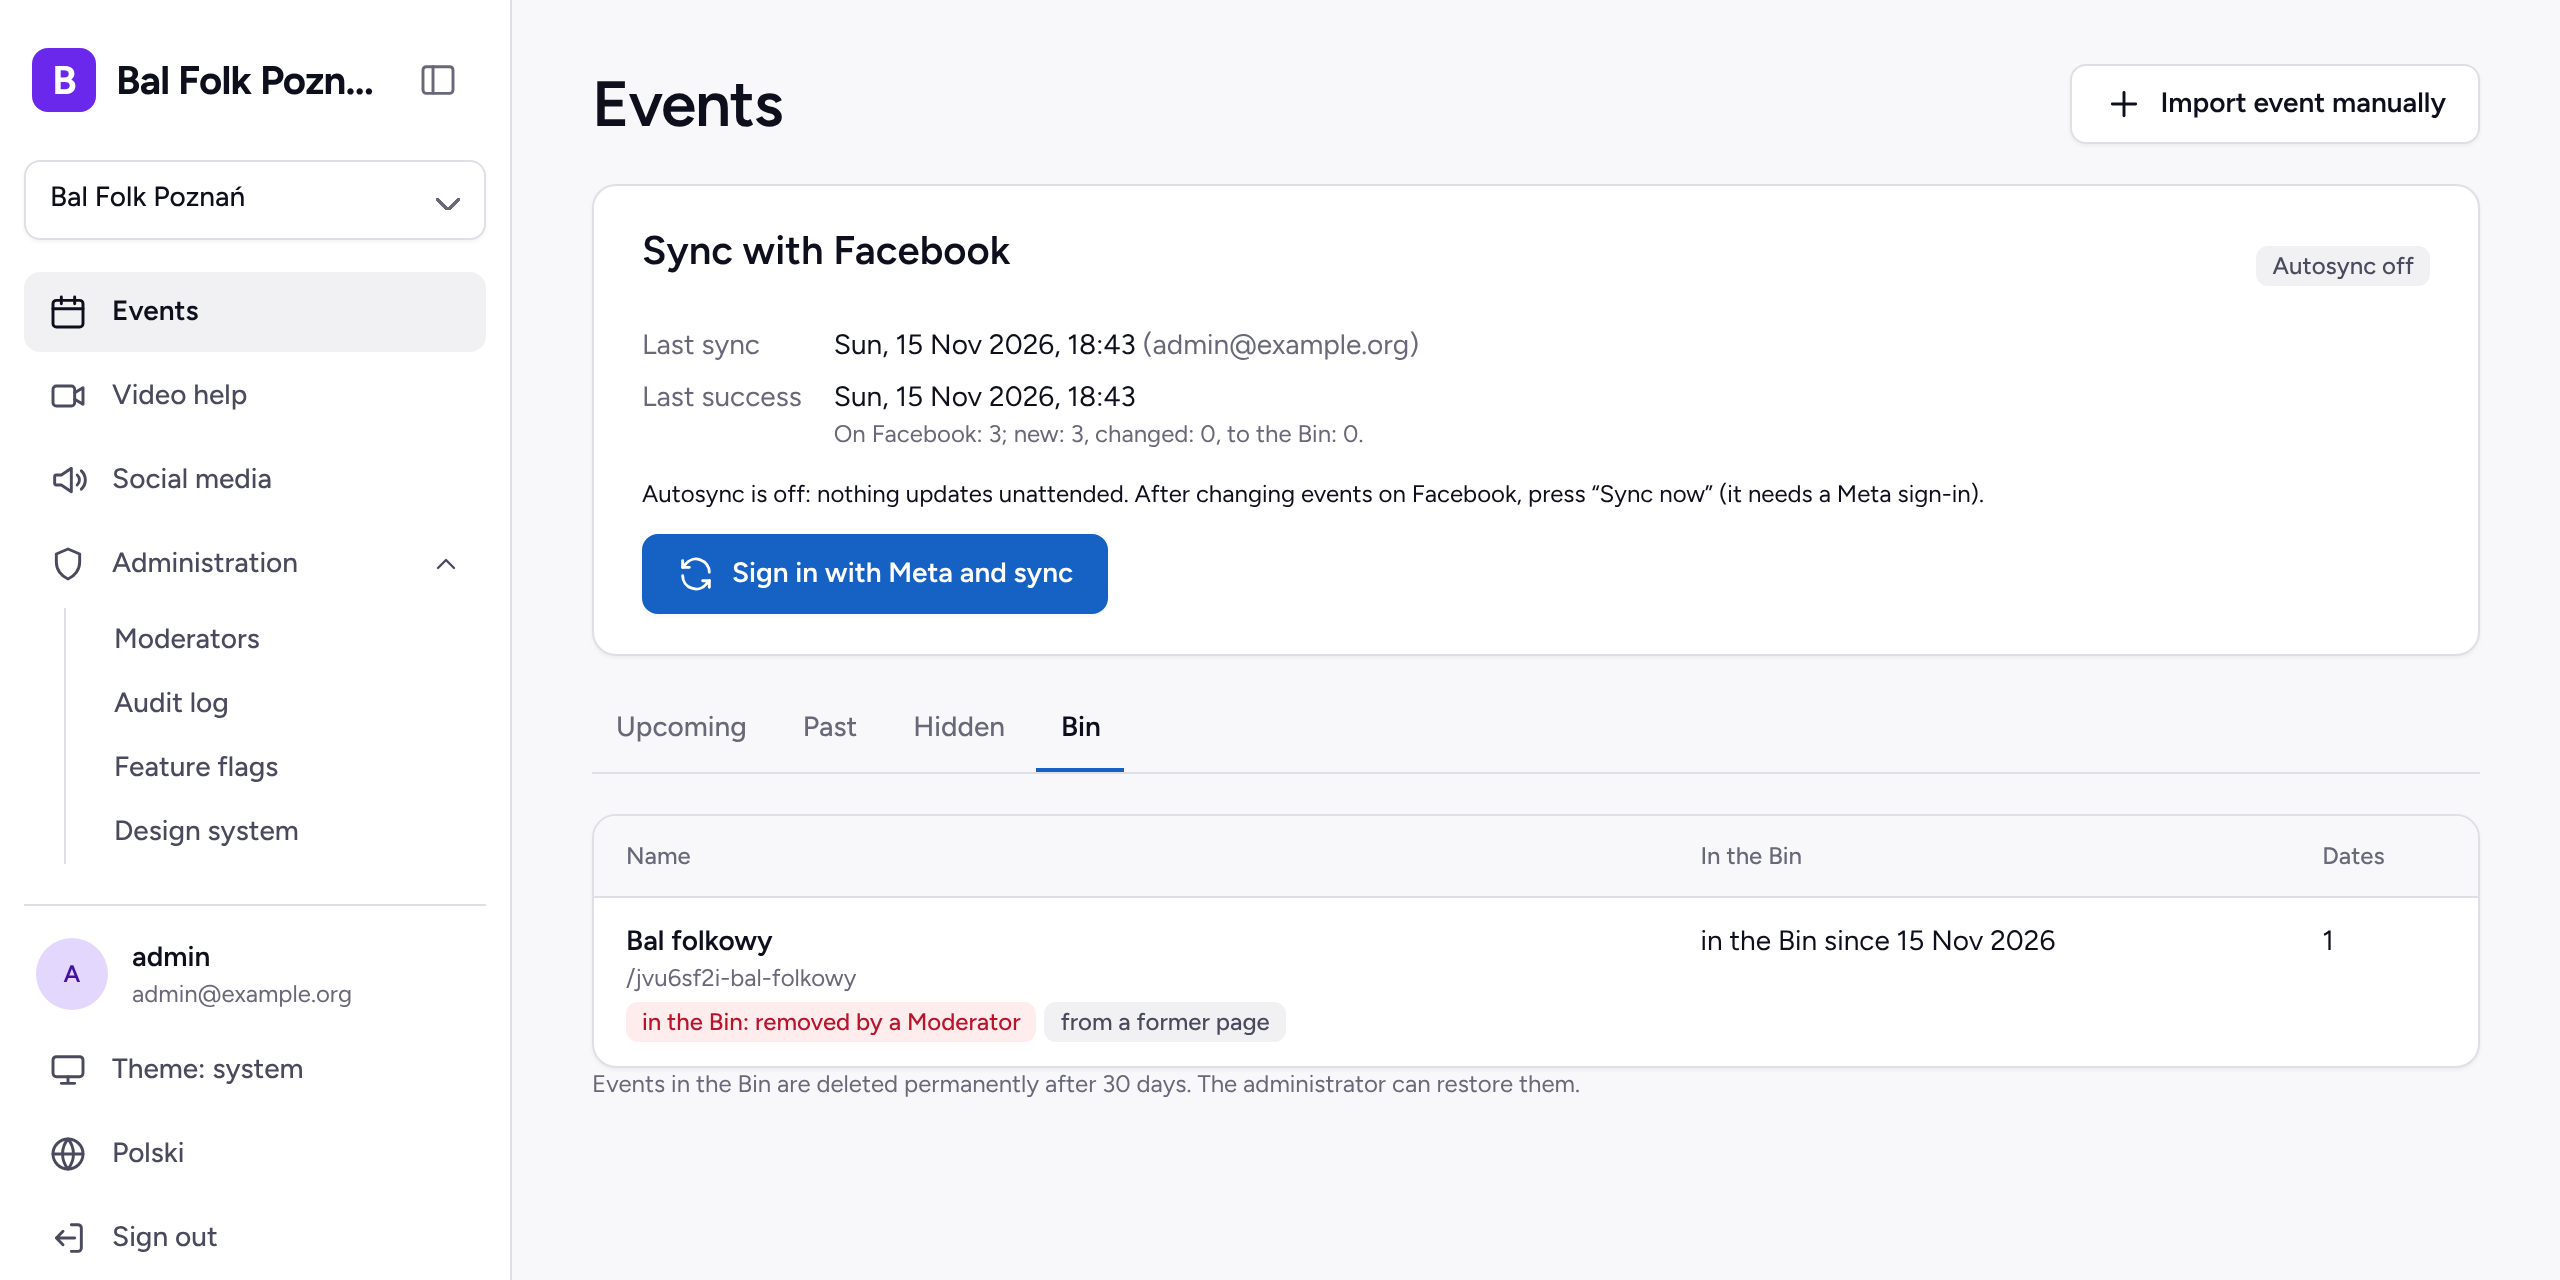 B Bal Folk Pozn...
Bal Folk Poznań
Events
Video help
Social media
Administration
Moderators
Audit log
Feature flags
Design system
A
admin
admin@example.org
Theme: system
Polski
Sign out
Events
Import event manually
Sync with Facebook
Autosync off
Last sync Sun, 15 Nov 2026, 18:43 (admin@example.org)
Last success Sun, 15 Nov 2026, 18:43
On Facebook: 3; new: 3, changed: 0, to the Bin: 0.
Autosync is off: nothing updates unattended. After changing events on Facebook, press “Sync now” (it needs a Meta sign-in).
Sign in with Meta and sync
Upcoming Past Hidden Bin
Name In the Bin Dates
Bal folkowy in the Bin since 15 Nov 2026 1
/jvu6sf2i-bal-folkowy
in the Bin: removed by a Moderator from a former page
Events in the Bin are deleted permanently after 30 days. The administrator can restore them.